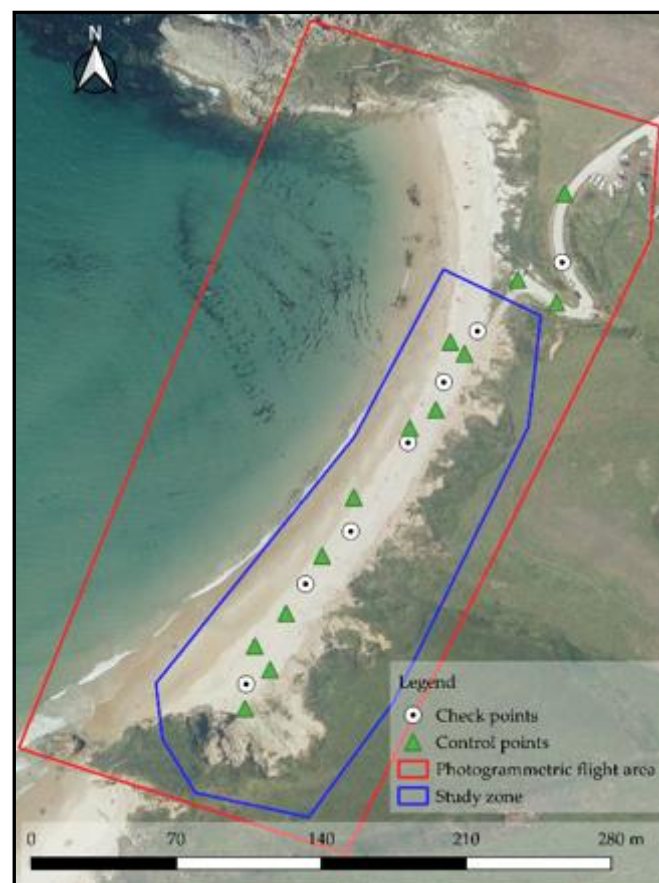 N
Legend
Check points
Control points
Photogrammetric flight area
Study zone
0 70 140 210 280 m